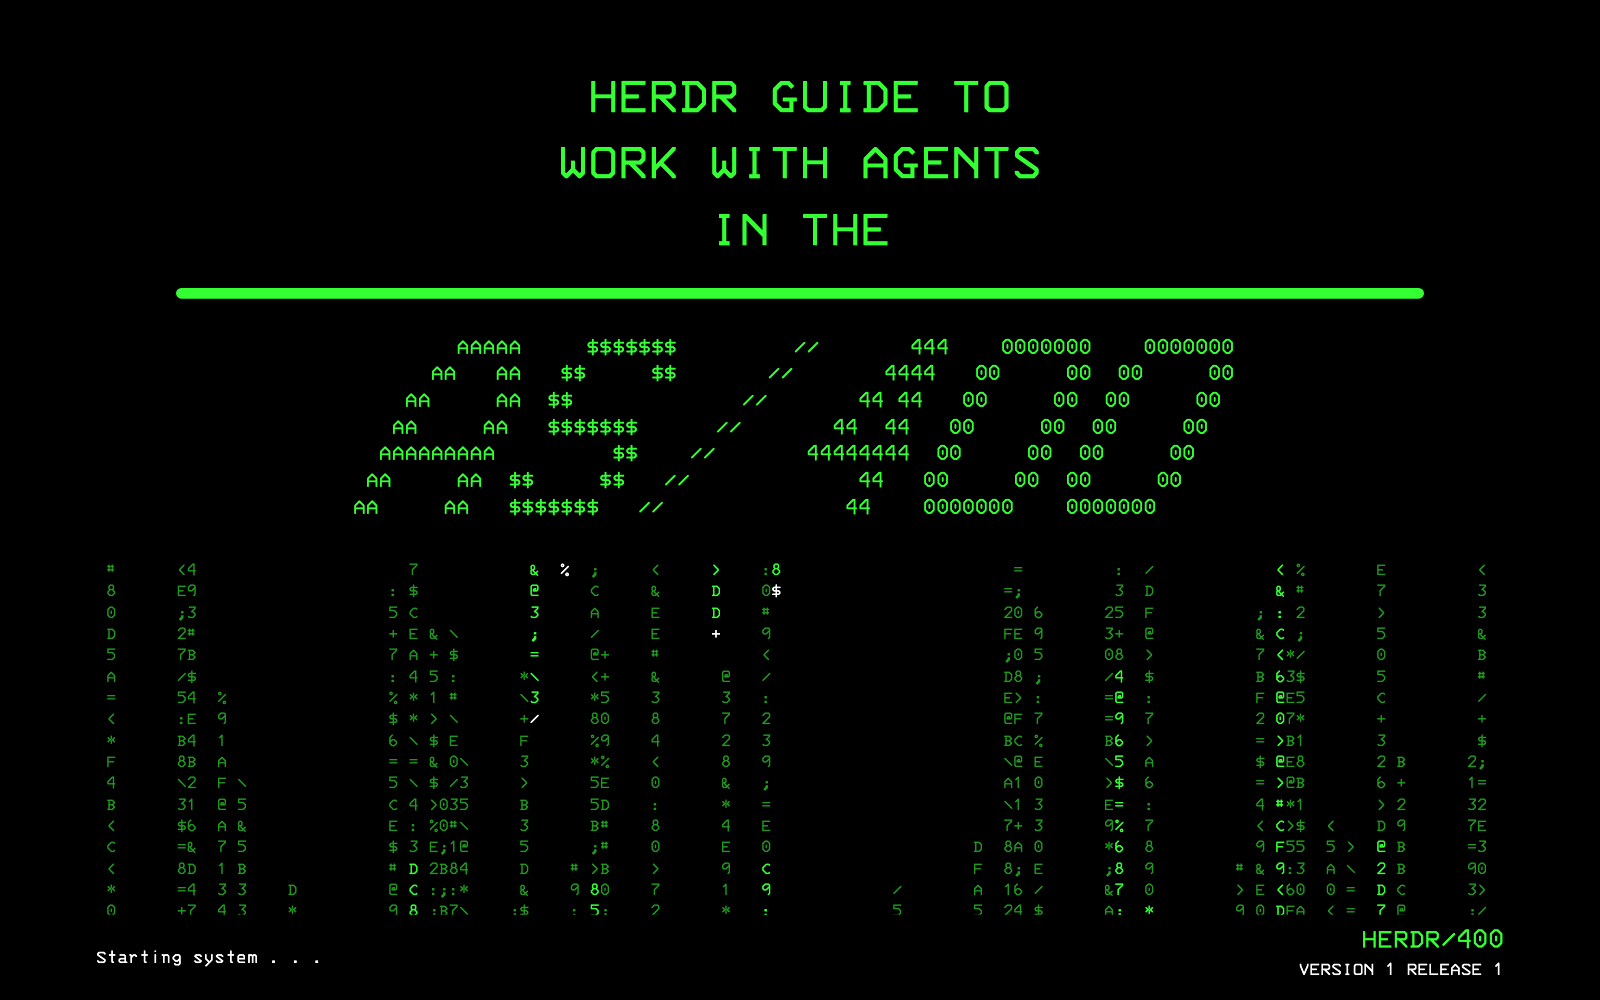 HERDR GUIDE TO
WORK WITH AGENTS
IN THE
AS/400
Starting system . . .
HERDR/400
VERSION 1 RELEASE 1